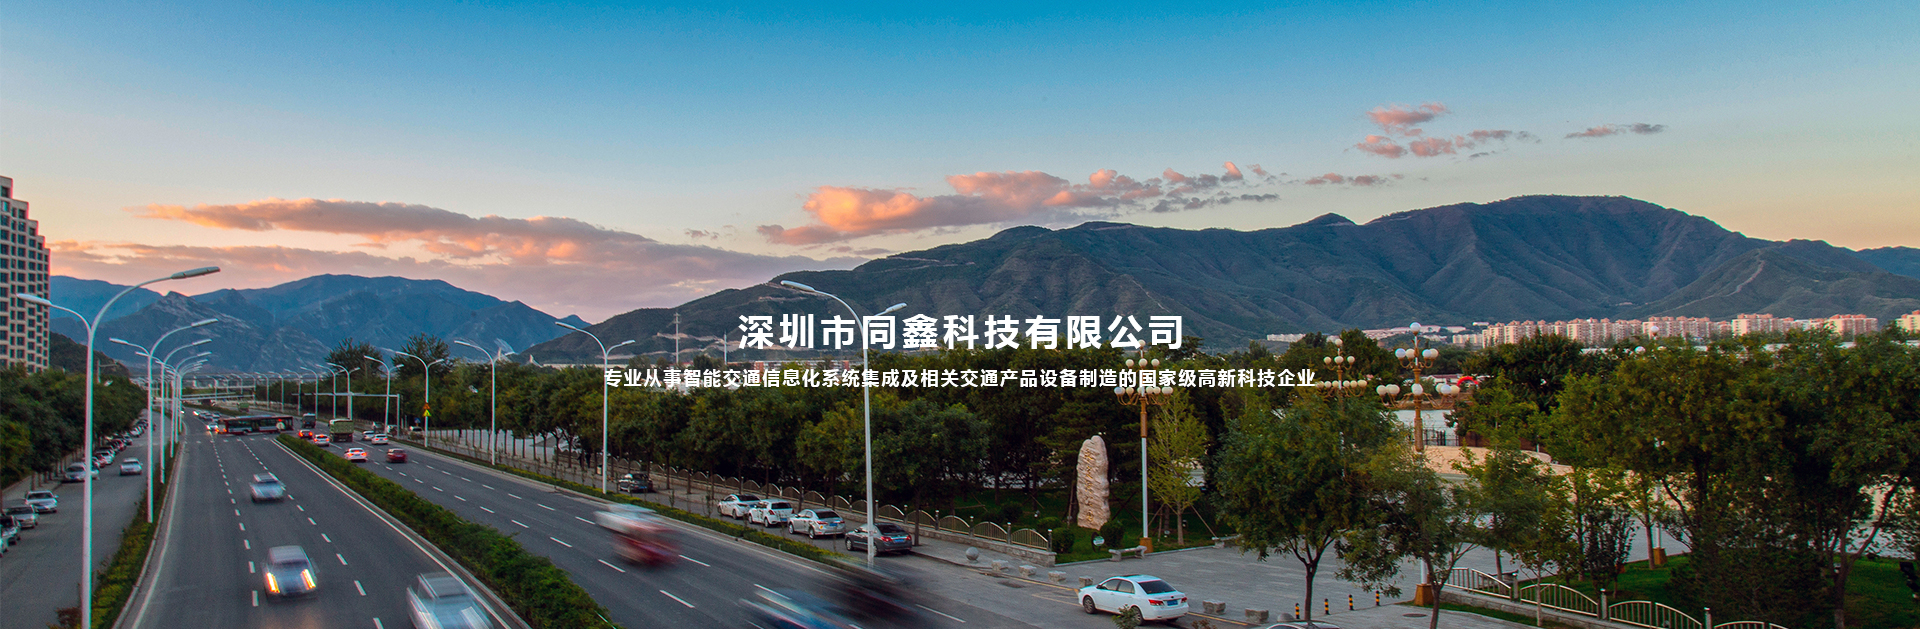 深圳市同鑫科技有限公司
专业从事智能交通信息化系统集成及相关交通产品设备制造的国家级高新科技企业